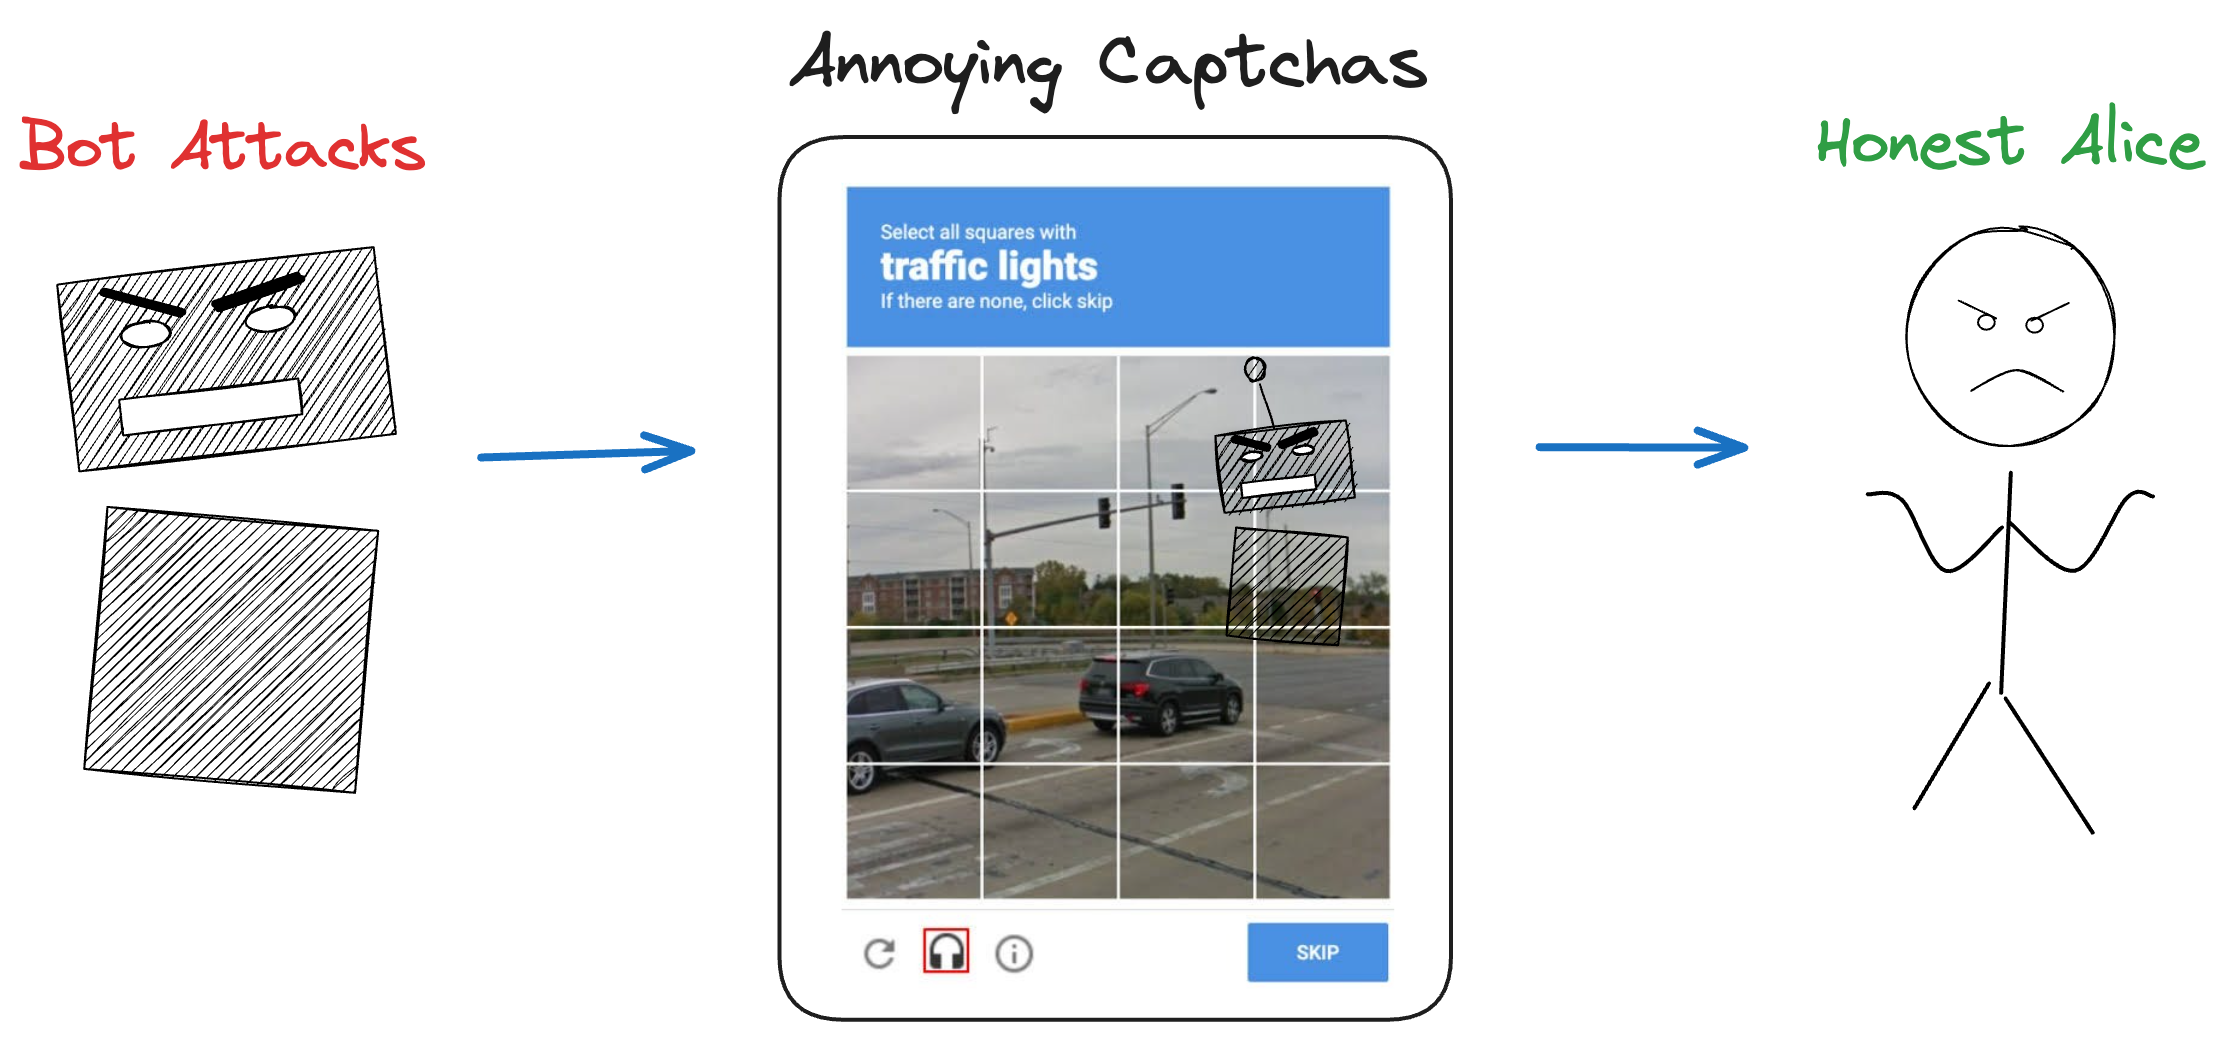 Annoying Captchas
Bot Attacks
Honest Alice
Select all squares with
traffic lights
If there are none, click skip
SKIP